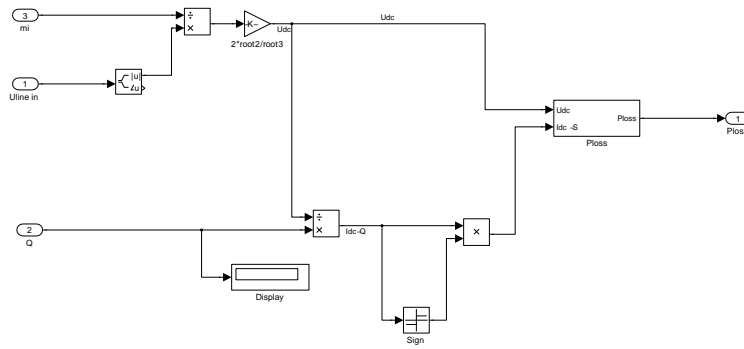 3
mi
÷
×
-K-
2*root2/root3
Udc
Udc
1
Uline in
|u|
∠u
Udc
Idc -S
Ploss
Ploss
1
Plos
÷
×
Idc-Q
×
2
Q
Display
Sign